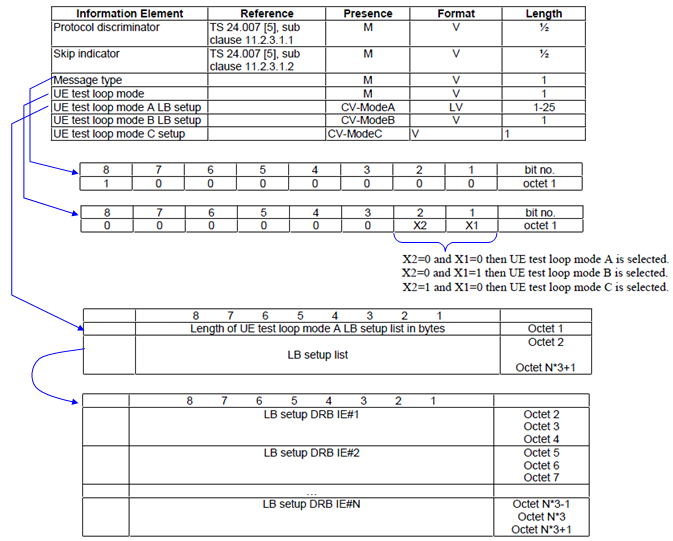 Information Element Reference Presence Format Length
Protocol discriminator TS 24.007 [5], sub M V ½
clause 11.2.3.1.1
Skip indicator TS 24.007 [5], sub M V ½
clause 11.2.3.1.2
Message type M V 1
UE test loop mode M V 1
UE test loop mode A LB setup CV-ModeA LV 1-25
UE test loop mode B LB setup CV-ModeB V 1
UE test loop mode C setup CV-ModeC V 1
8 7 6 5 4 3 2 1 bit no.
1 0 0 0 0 0 0 0 octet 1
8 7 6 5 4 3 2 1 bit no.
0 0 0 0 0 0 X2 X1 octet 1
X2=0 and X1=0 then UE test loop mode A is selected.
X2=0 and X1=1 then UE test loop mode B is selected.
X2=1 and X1=0 then UE test loop mode C is selected.
8 7 6 5 4 3 2 1
Length of UE test loop mode A LB setup list in bytes Octet 1
Octet 2
LB setup list
Octet N*3+1
8 7 6 5 4 3 2 1
LB setup DRB IE#1 Octet 2
Octet 3
Octet 4
LB setup DRB IE#2 Octet 5
Octet 6
Octet 7
...
LB setup DRB IE#N Octet N*3-1
Octet N*3
Octet N*3+1